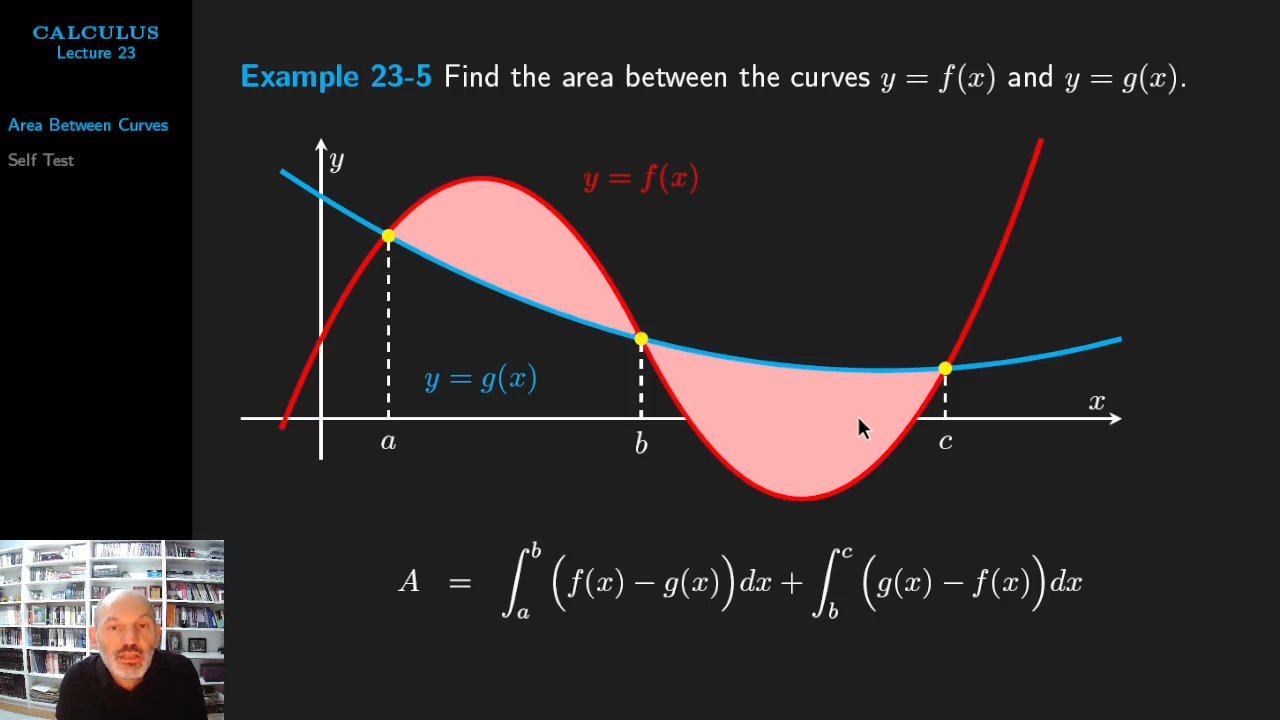 CALCULUS
Lecture 23
Area Between Curves
Self Test
Example 23-5 Find the area between the curves y = f(x) and y = g(x).
y
y = f(x)
y = g(x)
x
a b c
A = ∫_a^b (f(x) − g(x))dx + ∫_b^c (g(x) − f(x))dx